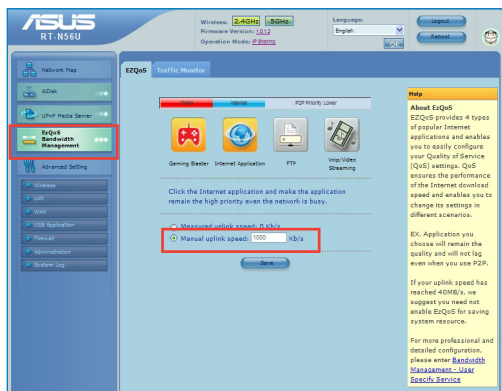 ASUS
RT-N56U
Wireless: 2.4GHz 5GHz
Firmware Version: 1.0.1.2
Operation Mode: IP Sharing
Language:
English
OK
Logout
Reboot
Network Map
AiDisk
UPnP Media Server
EzQoS
Bandwidth
Management
Advanced Setting
Wireless
LAN
WAN
USB Application
Firewall
Administration
System Log
EZQoS Traffic Monitor
Game Internet P2P Priority: Lower
Gaming Blaster Internet Application FTP Voip/Video
Streaming
Click the Internet application and make the application
remain the high priority even the network is busy.
Measured uplink speed: 0 Kb/s
Manual uplink speed: 1000 Kb/s
Save
Help
About EzQoS
EZQoS provides 4 types
of popular Internet
applications and enables
you to easily configure
your Quality of Service
(QoS) settings. QoS
ensures the performance
of the Internet download
speed and enables you to
change its settings in
different scenarios.
EX. Application you
choose will remain the
quality and will not lag
even when you use P2P.
If your uplink speed has
reached 40MB/s. we
suggest you need not
enable EzQoS for saving
system resource.
For more professional and
detailed configuration.
please enter Bandwidth
Management - User
Specify Service